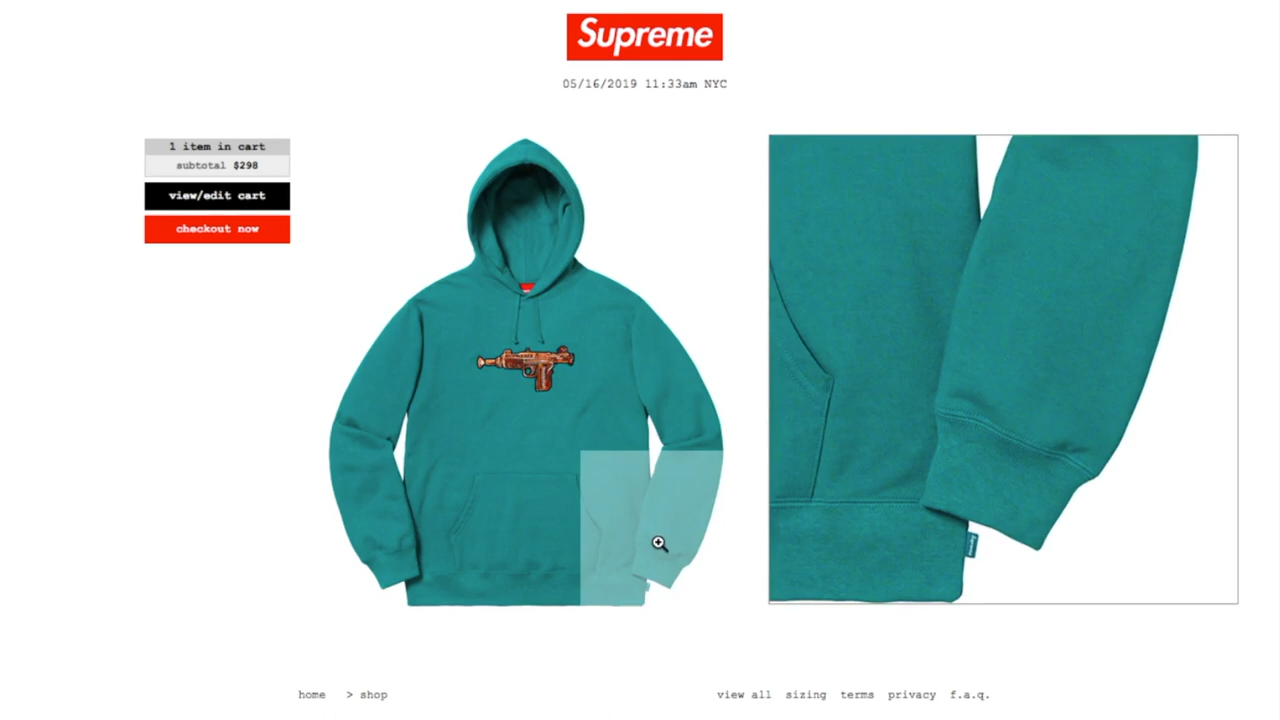 Supreme
05/16/2019 11:33am NYC
1 item in cart
subtotal $298
view/edit cart
checkout now
home > shop
view all sizing terms privacy f.a.q.